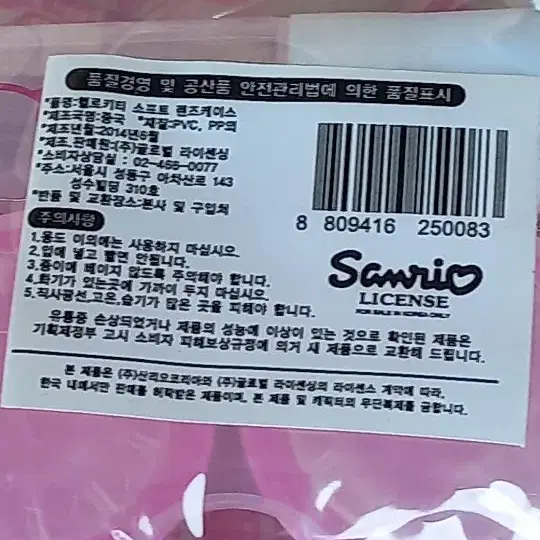 품질경영 및 공산품 안전관리법에 의한 품질표시
*품명:헬로키티 소프트 렌즈케이스
*제조국명:중국 *재질:PVC, PP외
*제조년월:2014년6월
*제조,판매원:(주)글로벌 라이센싱
*소비자상담실 : 02-466-0077
*주소:서울시 성동구 아차산로 143
성수빌딩 310호
*반품 및 교환장소:본사 및 구입처
주의사항
1.용도 이외에는 사용하지 마십시오.
2.입에 넣고 빨면 안됩니다.
3.용이에 베이지 않도록 주의해야 합니다.
4.화기가 있는곳에 가까이 두지 마십시오.
5.직사광선,고온,습기가 많은 곳을 피해야 합니다.
8 809416 250083
Sanrio
LICENSE
FOR SALE IN KOREA ONLY
유통중 손상되었거나 제품의 성능에 이상이 있는 것으로 확인된 제품은
기획제정부 고시 소비자 피해보상규정에 의거 새 제품으로 교환해 드립니다.
본 제품은 (주)산리오코리아와 (주)글로벌 라이센싱의 라이센스 계약에 따라,
한국 내에서만 판매를 허락받은 제품이며, 본 제품 및 캐릭터의 무단복제를 금합니다.